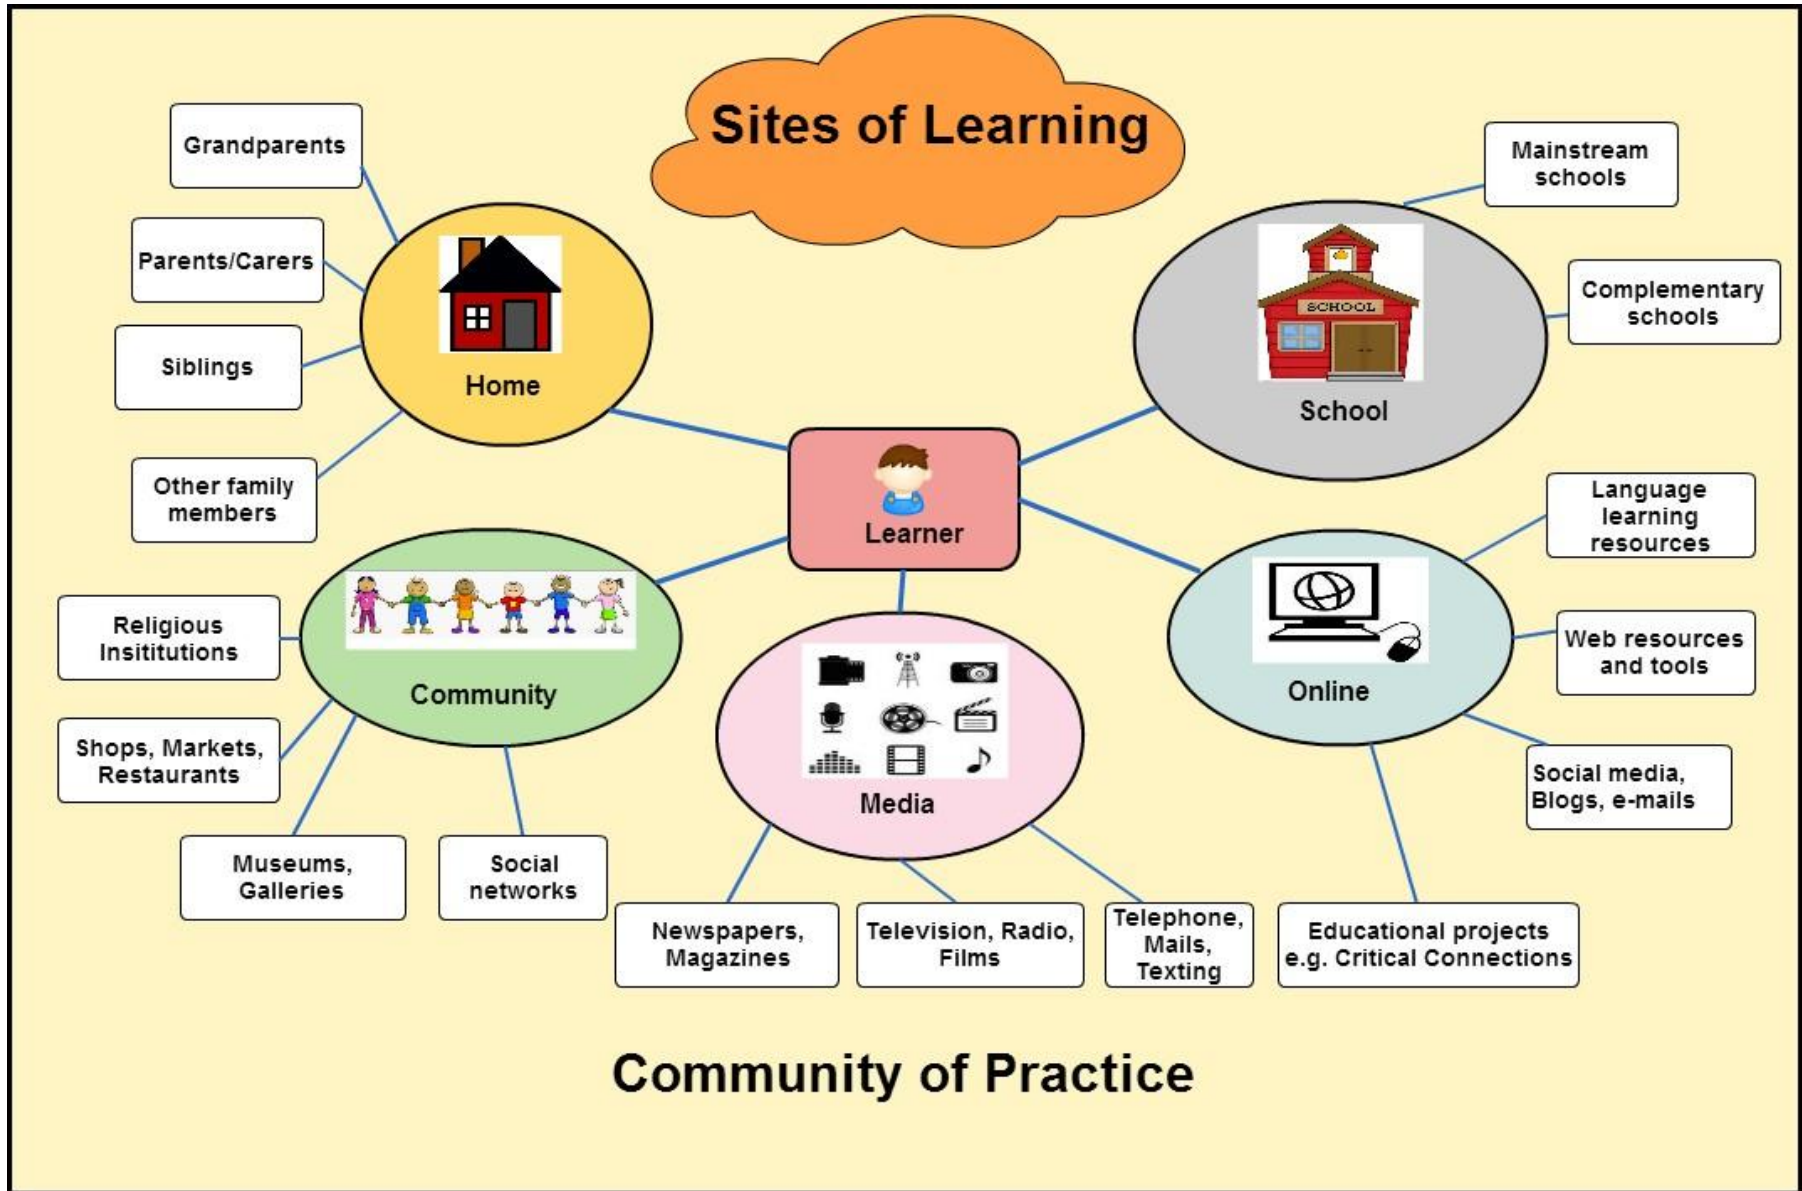 Sites of Learning
Grandparents
Parents/Carers
Siblings
Other family
members
Home
Mainstream
schools
Complementary
schools
SCHOOL
School
Learner
Religious
Insititutions
Shops, Markets,
Restaurants
Museums,
Galleries
Social
networks
Community
Media
Newspapers,
Magazines
Television, Radio,
Films
Telephone,
Mails,
Texting
Language
learning
resources
Web resources
and tools
Online
Social media,
Blogs, e-mails
Educational projects
e.g. Critical Connections
Community of Practice